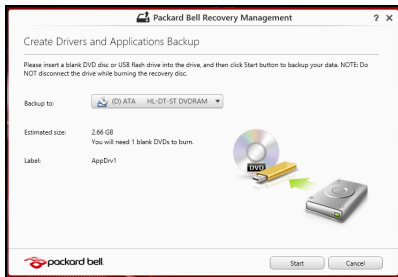 Packard Bell Recovery Management
? X
Create Drivers and Applications Backup
Please insert a blank DVD disc or USB flash drive into the drive, and then click Start button to backup your data. NOTE: Do
NOT disconnect the drive while burning the recovery disc.
Backup to: (D) ATA HL-DT-ST DVDRAM
Estimated size: 2.66 GB
You will need 1 blank DVDs to burn.
Label: AppDrv1
DVD
packard bell
Start Cancel